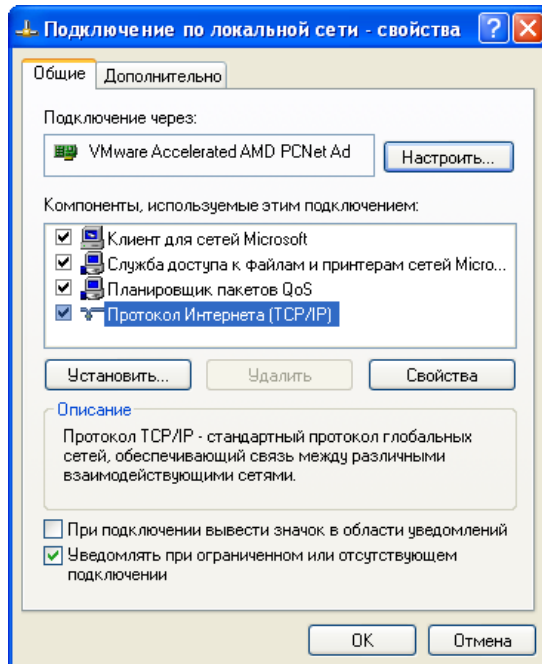 Подключение по локальной сети - свойства
Общие
Дополнительно
Подключение через:
VMware Accelerated AMD PCNet Ad
Настроить...
Компоненты, используемые этим подключением:
Клиент для сетей Microsoft
Служба доступа к файлам и принтерам сетей Micro...
Планировщик пакетов QoS
Протокол Интернета (TCP/IP)
Установить...
Удалить
Свойства
Описание
Протокол TCP/IP - стандартный протокол глобальных
сетей, обеспечивающий связь между различными
взаимодействующими сетями.
При подключении вывести значок в области уведомлений
Уведомлять при ограниченном или отсутствующем
подключении
OK
Отмена